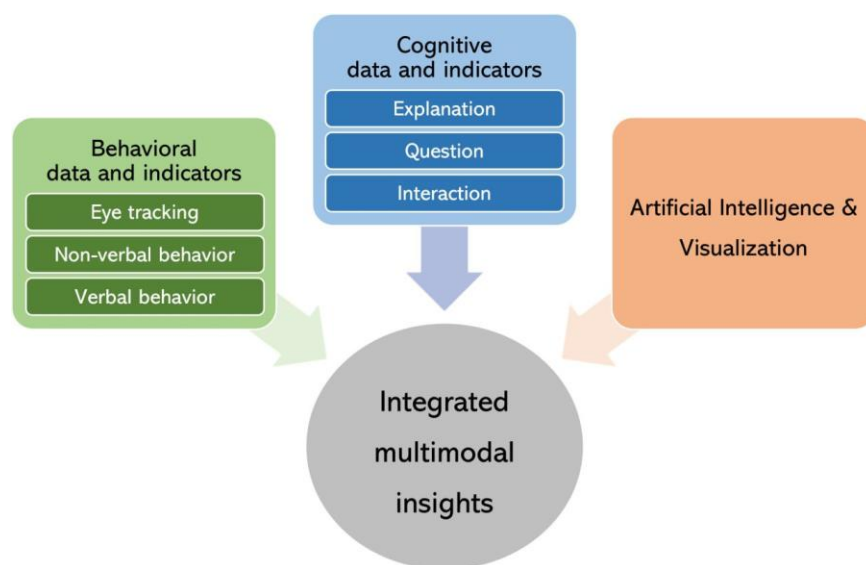 Cognitive
data and indicators
Explanation
Question
Interaction
Behavioral
data and indicators
Eye tracking
Non-verbal behavior
Verbal behavior
Artificial Intelligence &
Visualization
Integrated
multimodal
insights